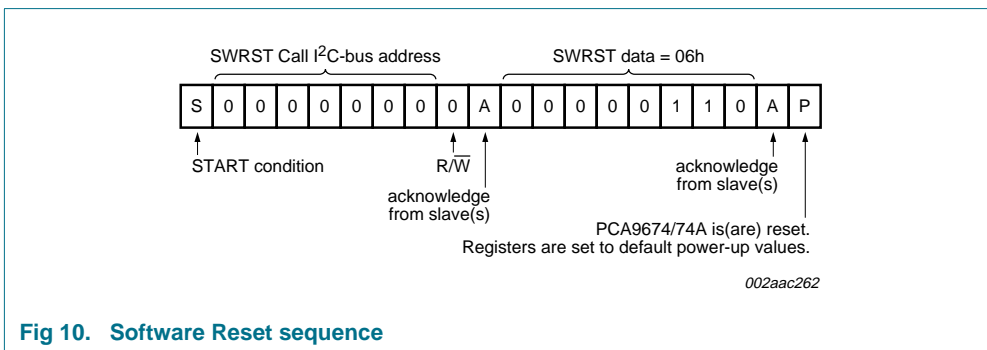 SWRST Call I2C-bus address
SWRST data = 06h
S 0 0 0 0 0 0 0 0 A 0 0 0 0 0 1 1 0 A P
START condition
R/W
acknowledge
from slave(s)
acknowledge
from slave(s)
PCA9674/74A is(are) reset.
Registers are set to default power-up values.
002aac262
Fig 10. Software Reset sequence